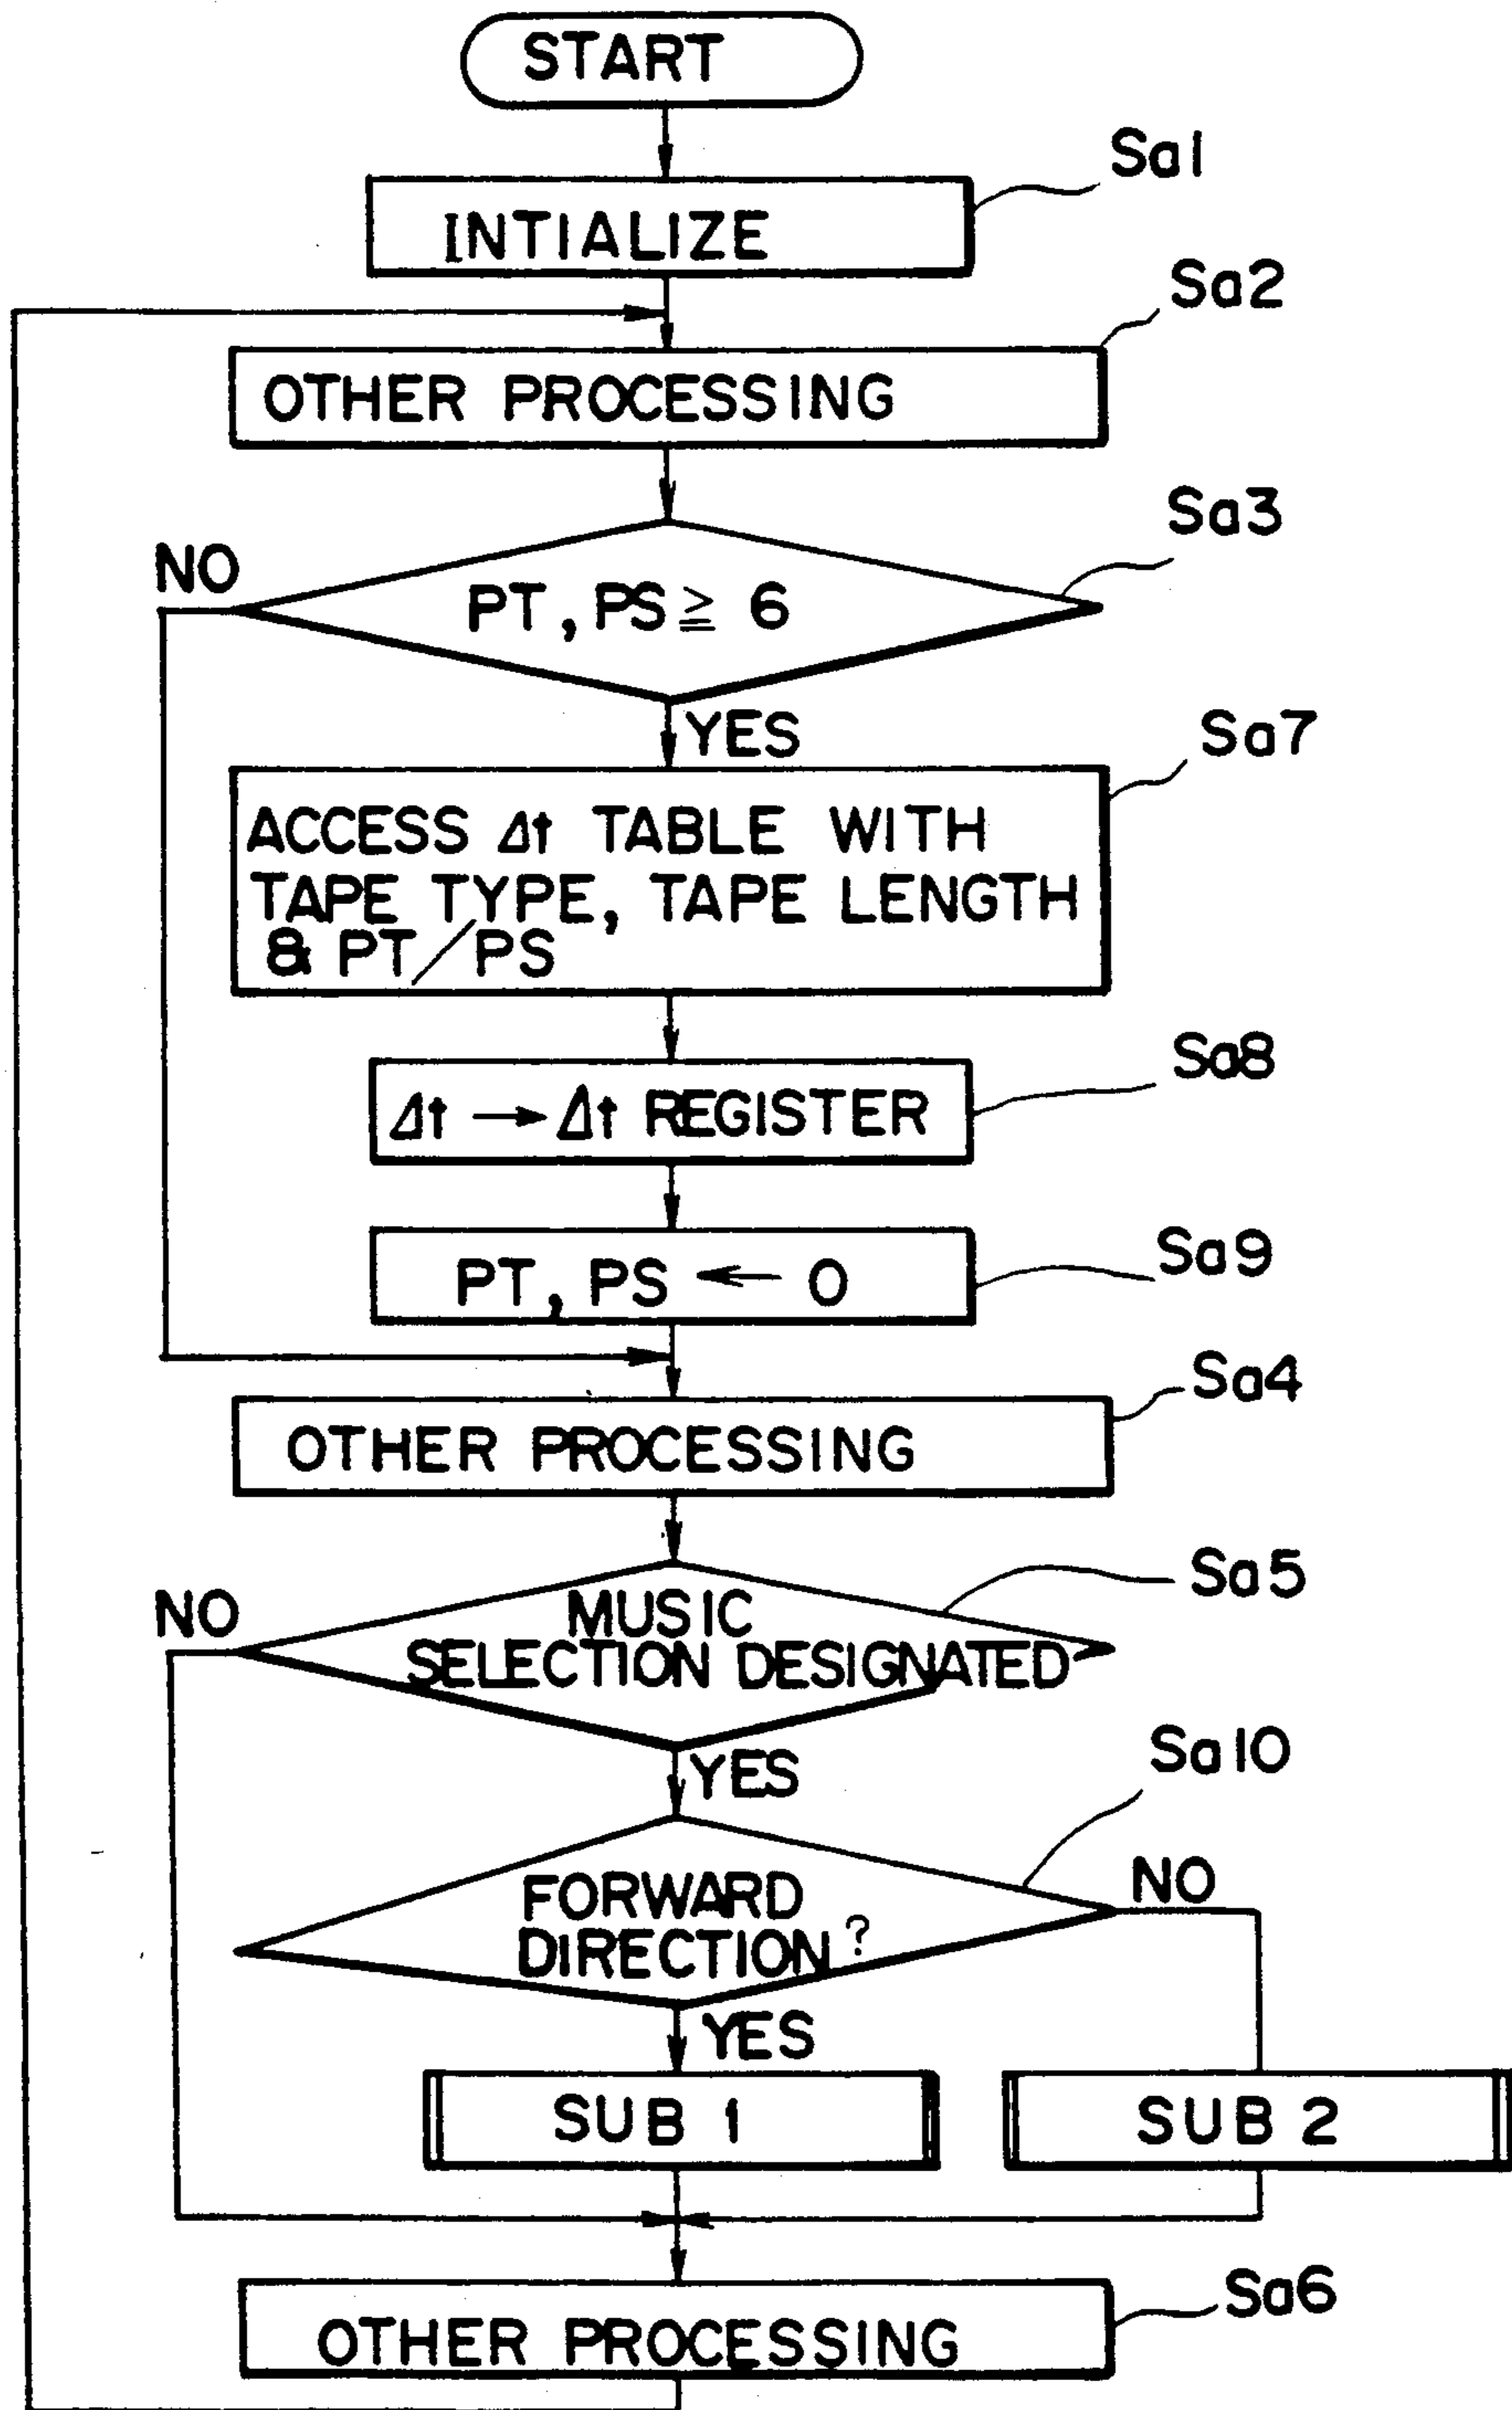 START
Sa1
INTIALIZE
Sa2
OTHER PROCESSING
Sa3
NO
PT, PS ≧ 6
YES
Sa7
ACCESS Δt TABLE WITH
TAPE TYPE, TAPE LENGTH
& PT/PS
Sa8
Δt → Δt REGISTER
Sa9
PT, PS ← 0
Sa4
OTHER PROCESSING
Sa5
NO
MUSIC
SELECTION DESIGNATED
YES
Sa10
FORWARD
DIRECTION?
NO
YES
SUB 1
SUB 2
Sa6
OTHER PROCESSING